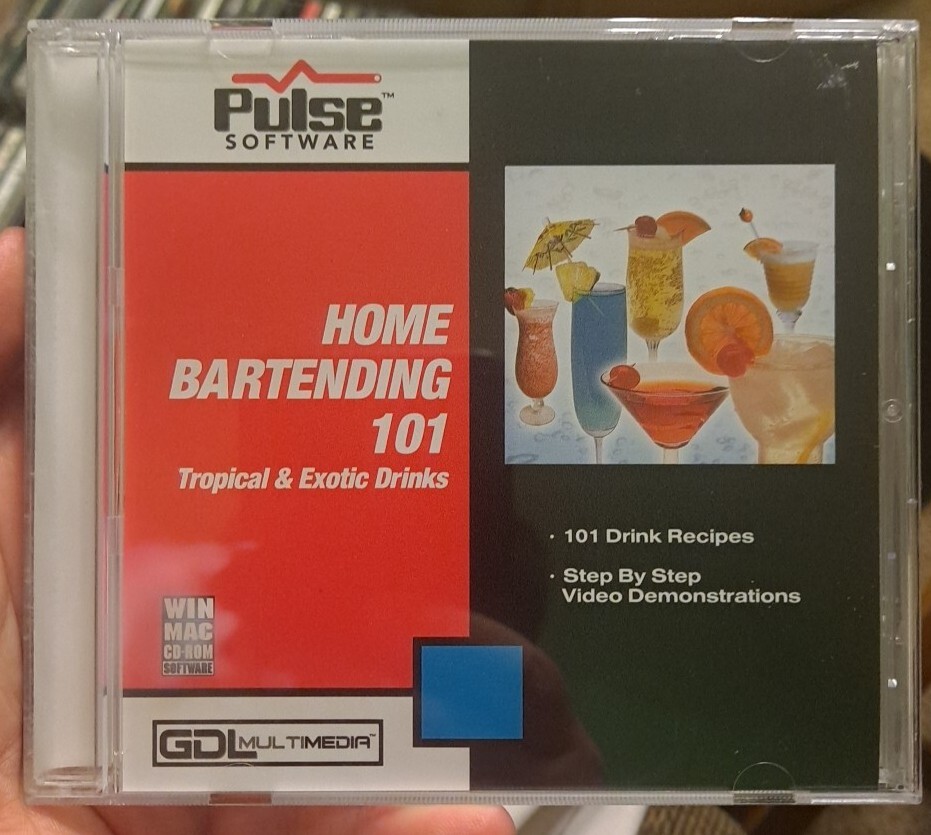 Pulse™
SOFTWARE
HOME
BARTENDING
101
Tropical & Exotic Drinks
· 101 Drink Recipes
· Step By Step
Video Demonstrations
WIN
MAC
CD-ROM
SOFTWARE
GDL MULTIMEDIA™